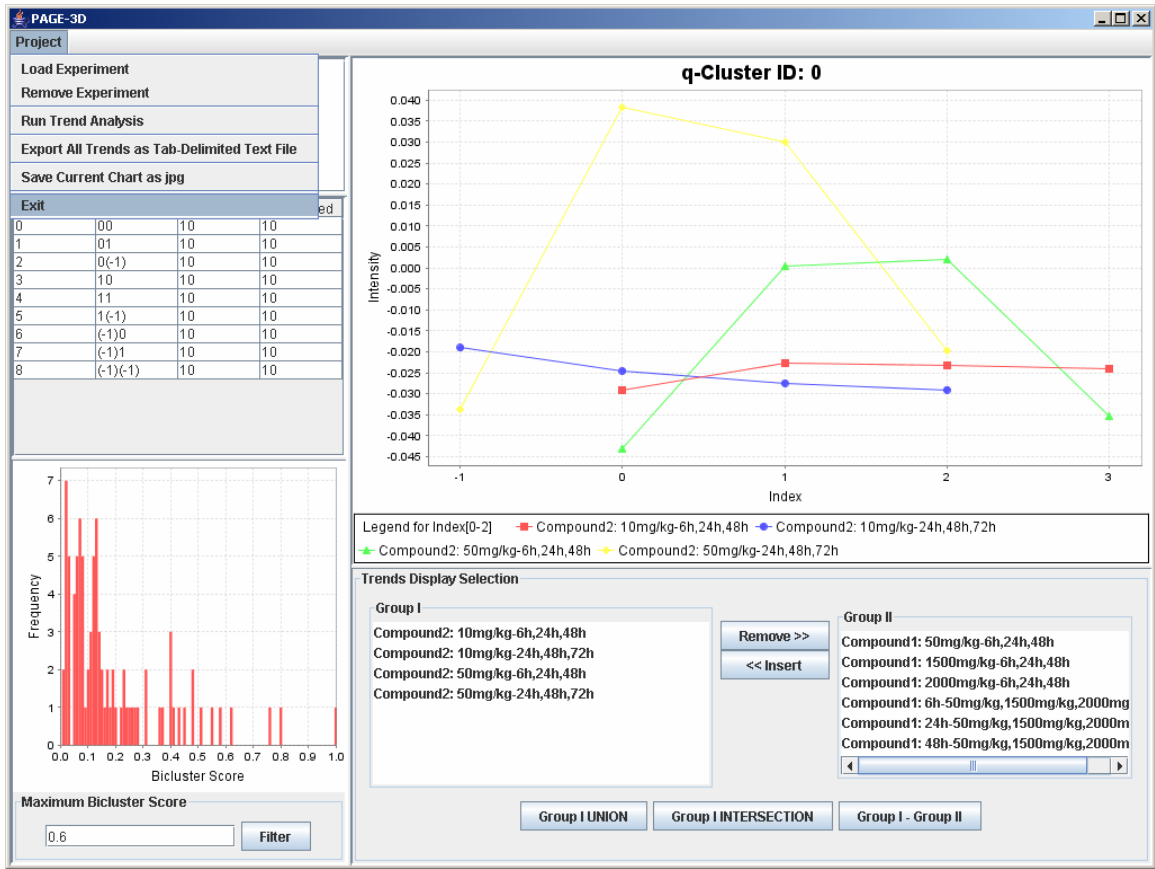 PAGE-3D
Project
Load Experiment
Remove Experiment
Run Trend Analysis
Export All Trends as Tab-Delimited Text File
Save Current Chart as jpg
Exit
ed
0 00 10 10
1 01 10 10
2 0(-1) 10 10
3 10 10 10
4 11 10 10
5 1(-1) 10 10
6 (-1)0 10 10
7 (-1)1 10 10
8 (-1)(-1) 10 10
7
6
5
4
3
2
1
0
Frequency
0.0 0.1 0.2 0.3 0.4 0.5 0.6 0.7 0.8 0.9 1.0
Bicluster Score
Maximum Bicluster Score
0.6 Filter
q-Cluster ID: 0
0.040
0.035
0.030
0.025
0.020
0.015
0.010
0.005
0.000
-0.005
-0.010
-0.015
-0.020
-0.025
-0.030
-0.035
-0.040
-0.045
Intensity
-1 0 1 2 3
Index
Legend for Index[0-2] Compound2: 10mg/kg-6h,24h,48h Compound2: 10mg/kg-24h,48h,72h
Compound2: 50mg/kg-6h,24h,48h Compound2: 50mg/kg-24h,48h,72h
Trends Display Selection
Group I
Compound2: 10mg/kg-6h,24h,48h
Compound2: 10mg/kg-24h,48h,72h
Compound2: 50mg/kg-6h,24h,48h
Compound2: 50mg/kg-24h,48h,72h
Remove >>
<< Insert
Group II
Compound1: 50mg/kg-6h,24h,48h
Compound1: 1500mg/kg-6h,24h,48h
Compound1: 2000mg/kg-6h,24h,48h
Compound1: 6h-50mg/kg,1500mg/kg,2000mg
Compound1: 24h-50mg/kg,1500mg/kg,2000m
Compound1: 48h-50mg/kg,1500mg/kg,2000m
Group I UNION Group I INTERSECTION Group I - Group II